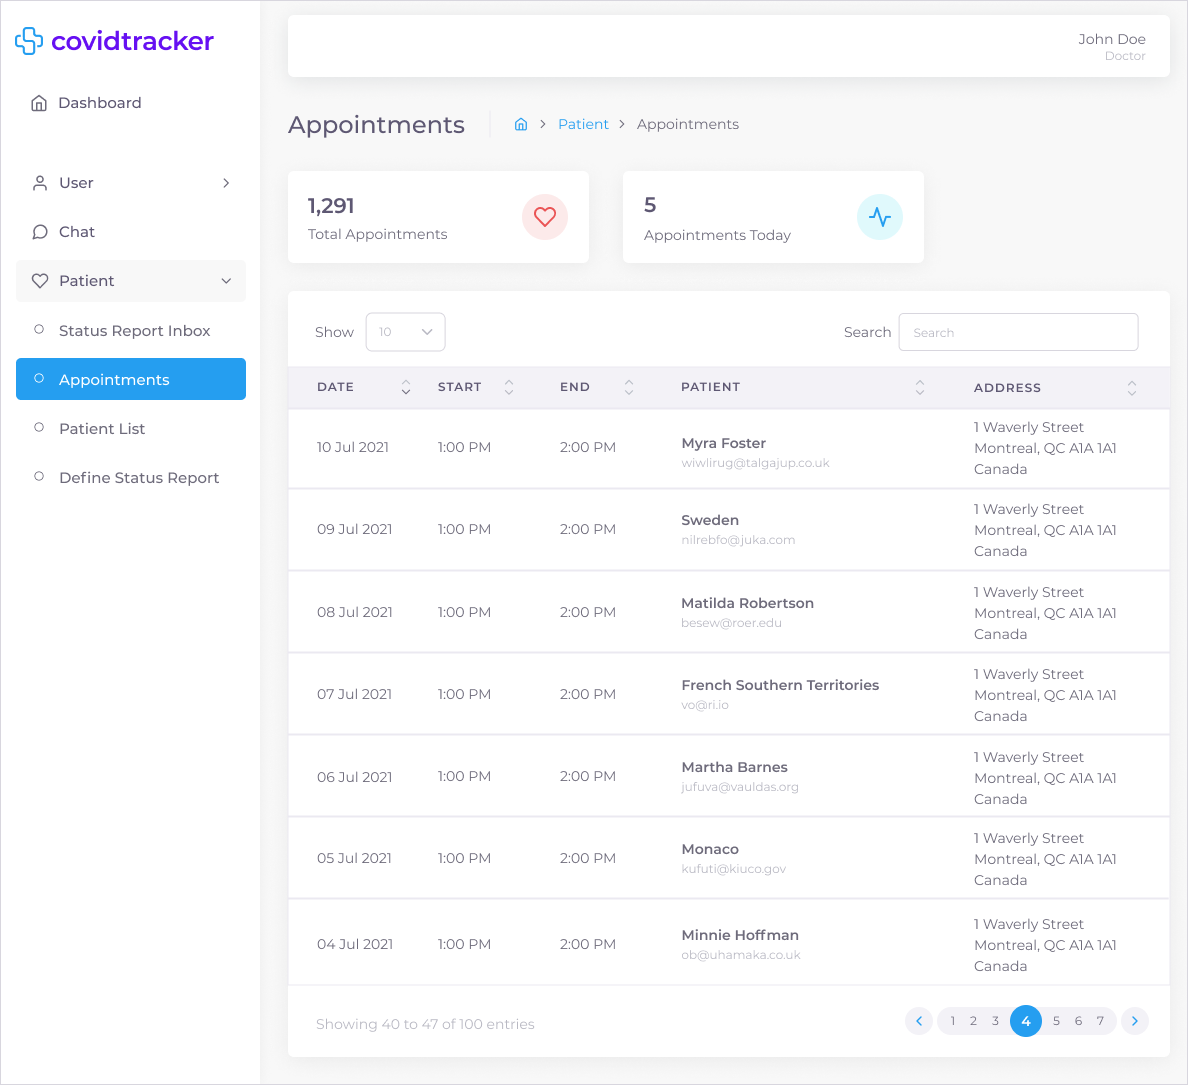 covidtracker
Dashboard
User
Chat
Patient
Status Report Inbox
Appointments
Patient List
Define Status Report
John Doe
Doctor
Appointments
Patient
Appointments
1,291
Total Appointments
5
Appointments Today
Show 10
Search Search
DATE START END PATIENT ADDRESS
10 Jul 2021 1:00 PM 2:00 PM
Myra Foster
wiwlirug@talgajup.co.uk
1 Waverly Street
Montreal, QC A1A 1A1
Canada
09 Jul 2021 1:00 PM 2:00 PM
Sweden
nilrebfo@juka.com
1 Waverly Street
Montreal, QC A1A 1A1
Canada
08 Jul 2021 1:00 PM 2:00 PM
Matilda Robertson
besew@roer.edu
1 Waverly Street
Montreal, QC A1A 1A1
Canada
07 Jul 2021 1:00 PM 2:00 PM
French Southern Territories
vo@ri.io
1 Waverly Street
Montreal, QC A1A 1A1
Canada
06 Jul 2021 1:00 PM 2:00 PM
Martha Barnes
jufuva@vauldas.org
1 Waverly Street
Montreal, QC A1A 1A1
Canada
05 Jul 2021 1:00 PM 2:00 PM
Monaco
kufuti@kiuco.gov
1 Waverly Street
Montreal, QC A1A 1A1
Canada
04 Jul 2021 1:00 PM 2:00 PM
Minnie Hoffman
ob@uhamaka.co.uk
1 Waverly Street
Montreal, QC A1A 1A1
Canada
Showing 40 to 47 of 100 entries
1 2 3 4 5 6 7